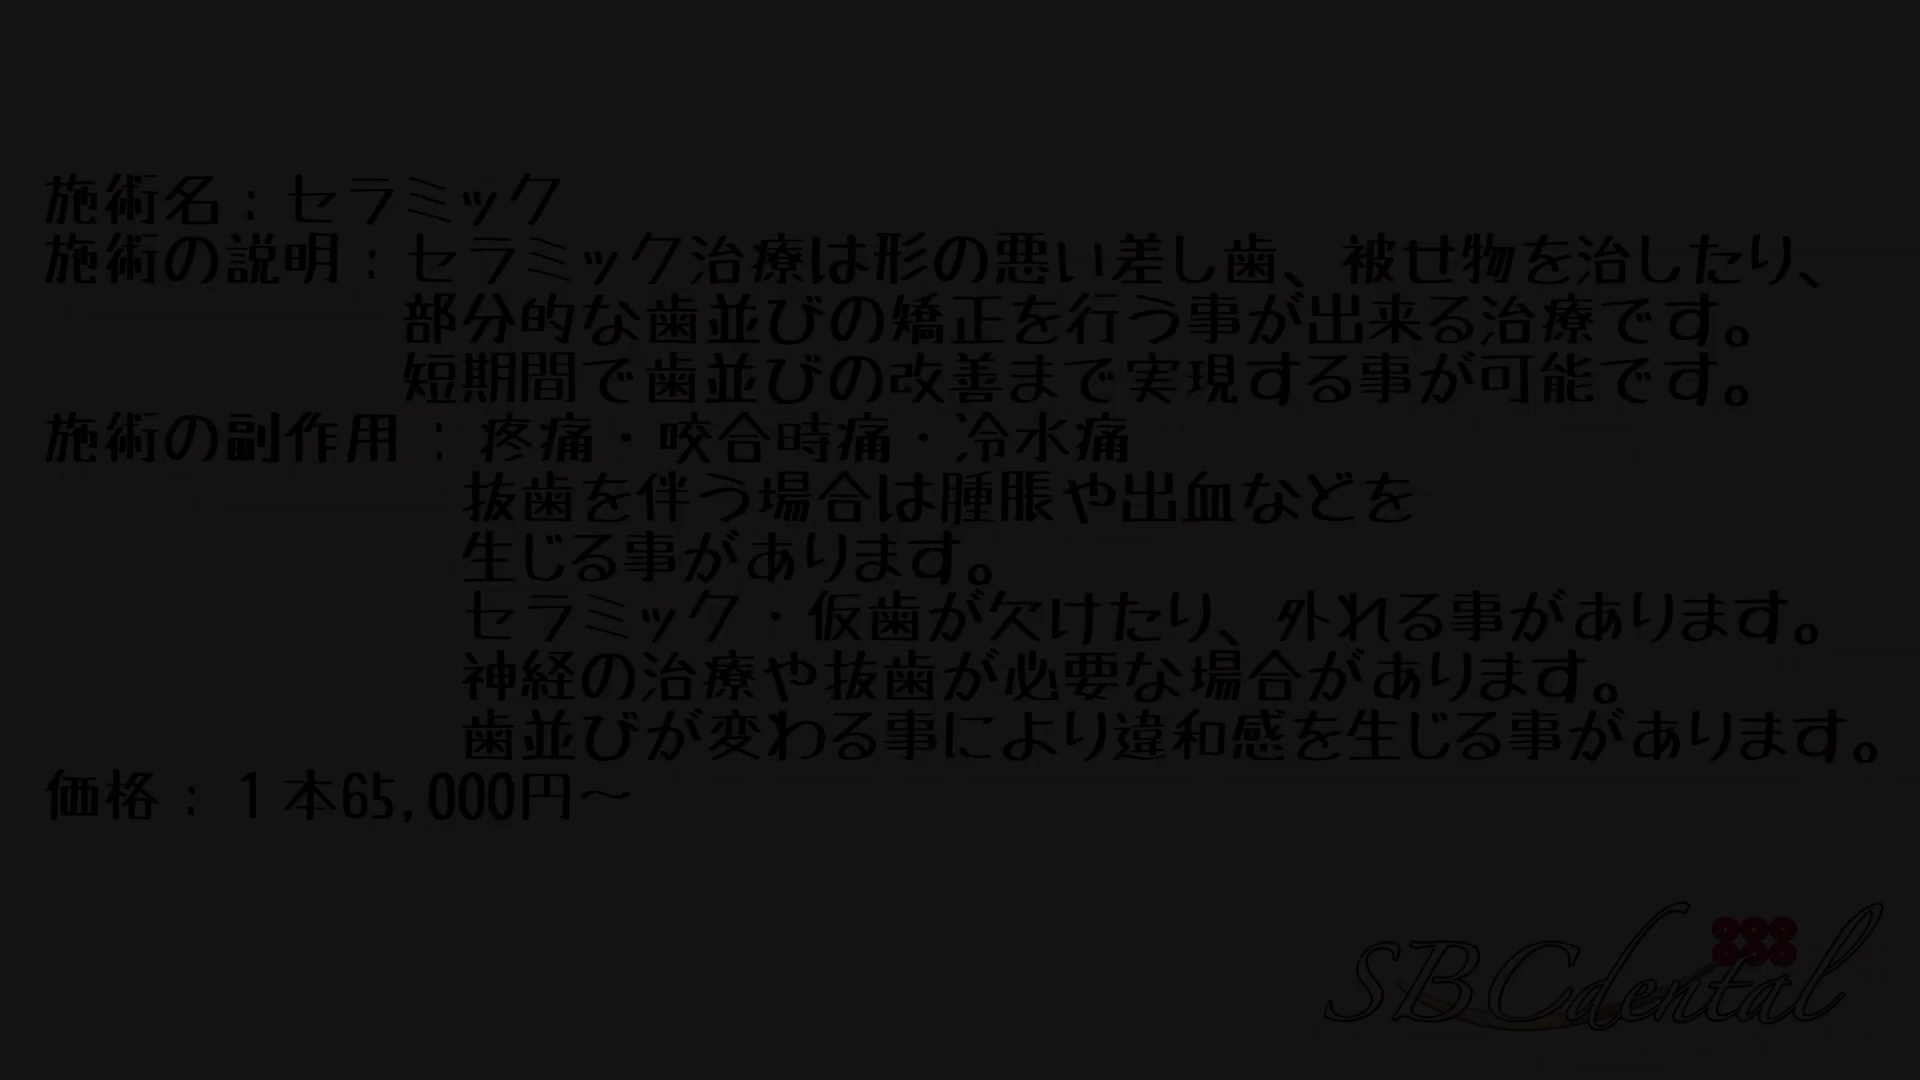 施術名：セラミック
施術の説明：セラミック治療は形の悪い差し歯、被せ物を治したり、
部分的な歯並びの矯正を行う事が出来る治療です。
短期間で歯並びの改善まで実現する事が可能です。
施術の副作用：疼痛・咬合時痛・冷水痛
抜歯を伴う場合は腫脹や出血などを
生じる事があります。
セラミック・仮歯が欠けたり、外れる事があります。
神経の治療や抜歯が必要な場合があります。
歯並びが変わる事により違和感を生じる事があります。
価格：１本65,000円～
SBCdental